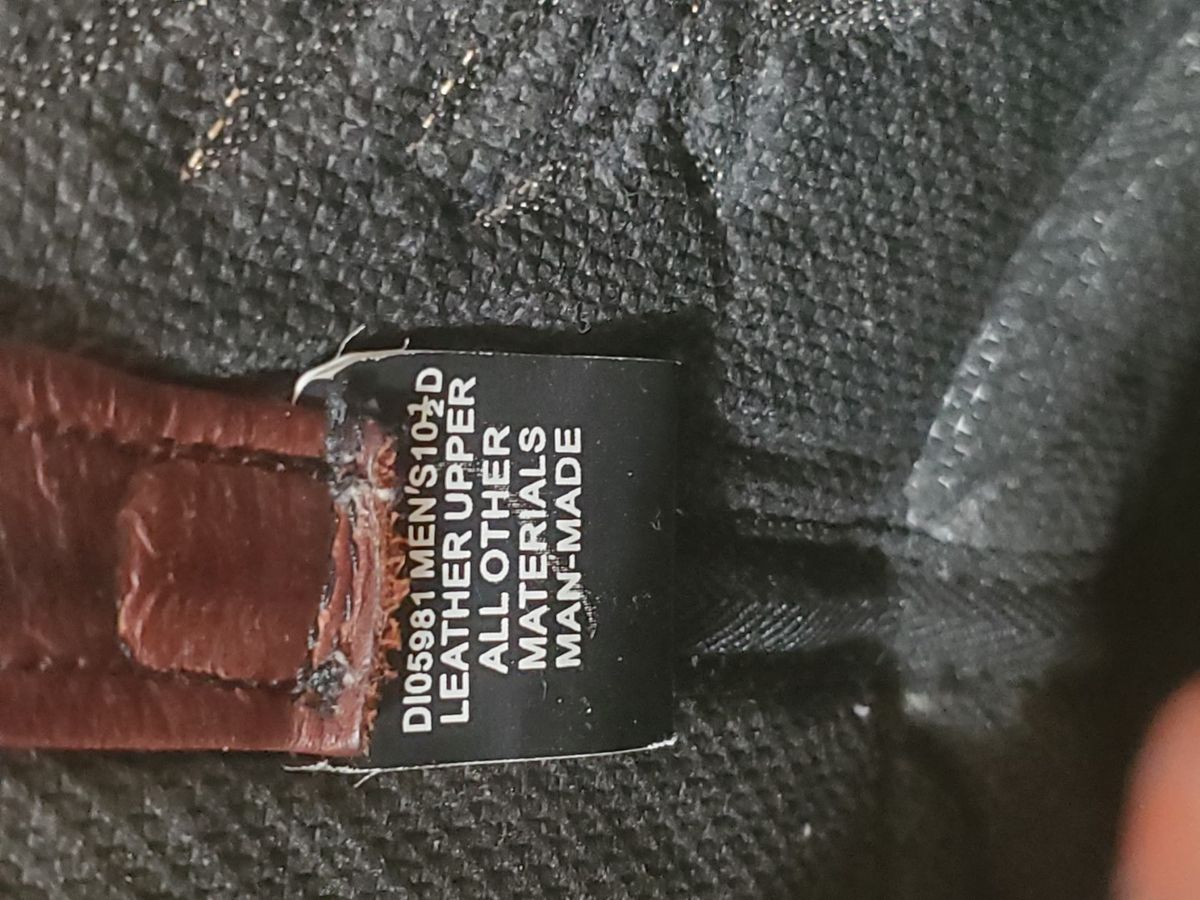 DI05981 MEN'S10½D
LEATHER UPPER
ALL OTHER
MATERIALS
MAN-MADE